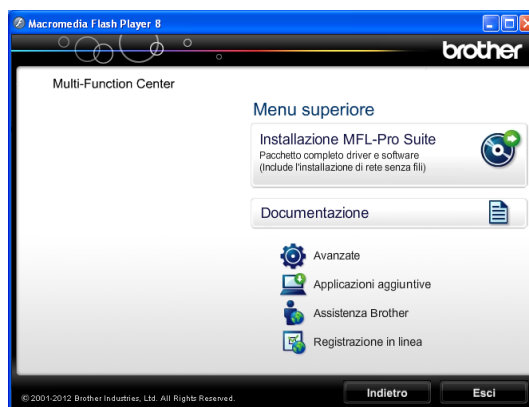 Macromedia Flash Player 8
brother
Multi-Function Center
Menu superiore
Installazione MFL-Pro Suite
Pacchetto completo driver e software
(Include l'installazione di rete senza fili)
Documentazione
Avanzate
Applicazioni aggiuntive
Assistenza Brother
Registrazione in linea
© 2001-2012 Brother Industries, Ltd. All Rights Reserved.
Indietro
Esci